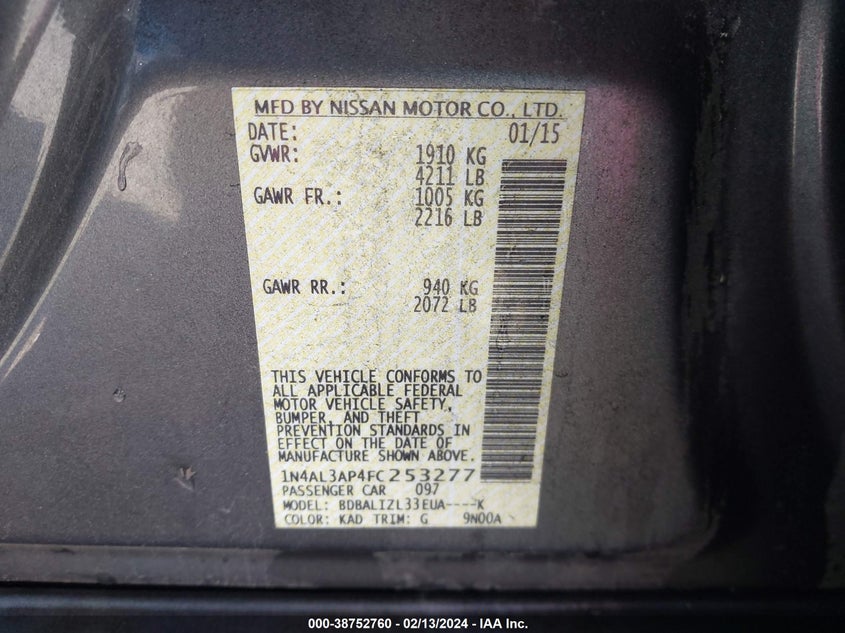 MFD BY NISSAN MOTOR CO., LTD.
DATE: 01/15
GVWR: 1910 KG
4211 LB
GAWR FR.: 1005 KG
2216 LB
GAWR RR.: 940 KG
2072 LB
THIS VEHICLE CONFORMS TO
ALL APPLICABLE FEDERAL
MOTOR VEHICLE SAFETY,
BUMPER, AND THEFT
PREVENTION STANDARDS IN
EFFECT ON THE DATE OF
MANUFACTURE SHOWN ABOVE.
1N4AL3AP4FC253277
PASSENGER CAR 097
MODEL: BDBALIZL33EUA----K
COLOR: KAD TRIM: G 9N00A
000-38752760 - 02/13/2024 - IAA Inc.